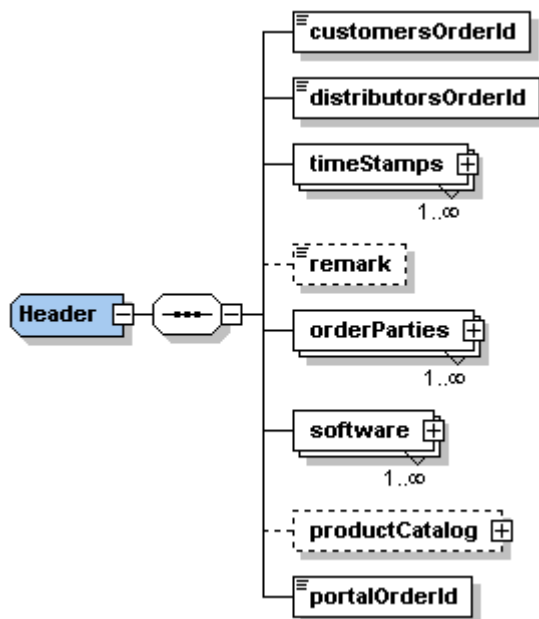 customersOrderId
distributorsOrderId
timeStamps
1..∞
remark
Header
orderParties
1..∞
software
1..∞
productCatalog
portalOrderId